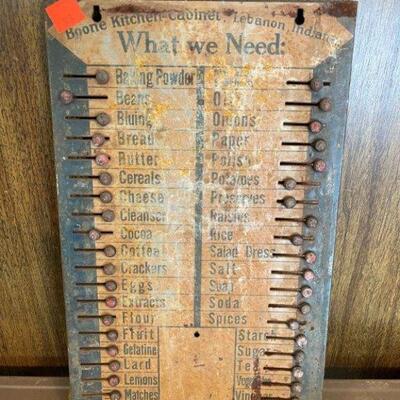 Boone Kitchen Cabinet, Lebanon, Indiana
What we Need:
Baking Powder
Beans
Bluing
Bread
Butter
Cereals
Cheese
Cleanser
Cocoa
Coffee
Crackers
Eggs
Extracts
Flour
Fruit
Gelatine
Lard
Lemons
Matches
Onions
Paper
Polish
Potatoes
Preserves
Raisins
Rice
Salad Dress.
Salt
Soap
Soda
Spices
Starch
Sugar
Tea
Vinegar